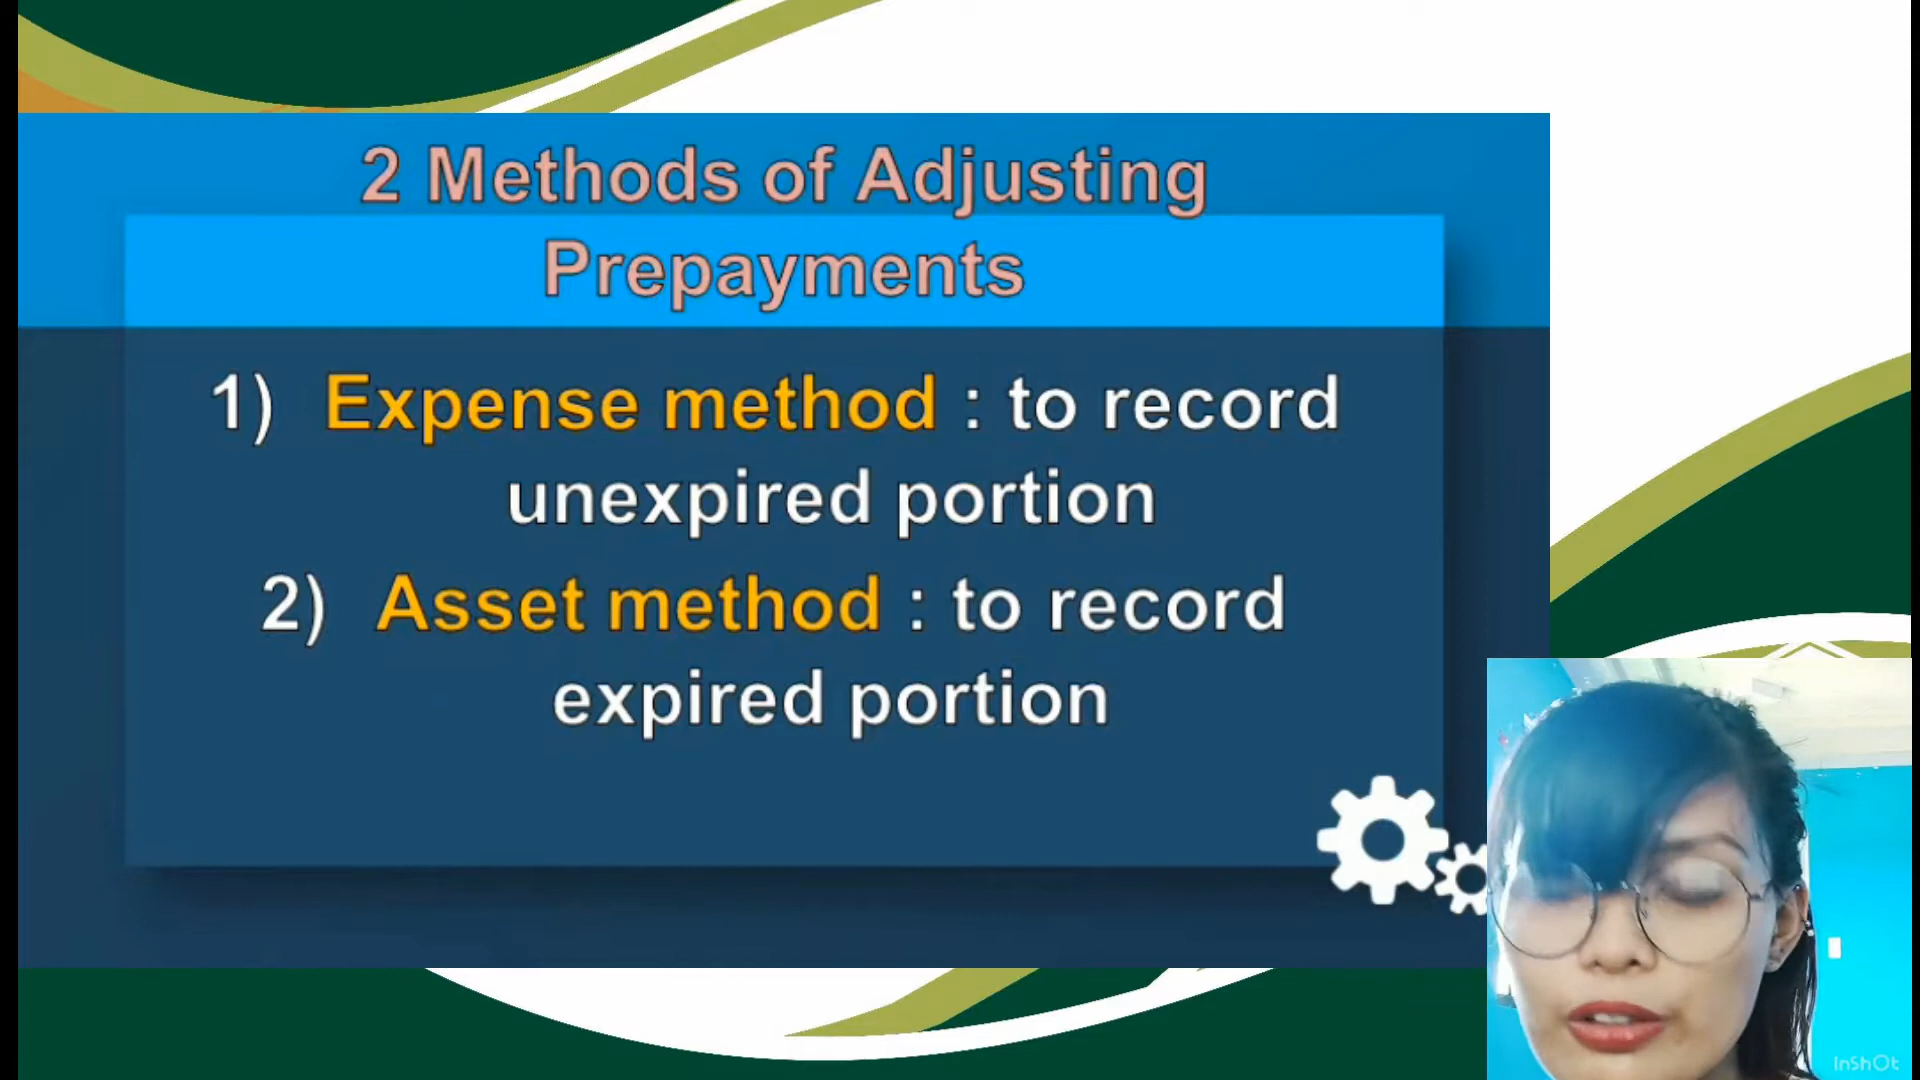 2 Methods of Adjusting
Prepayments
1) Expense method : to record
unexpired portion
2) Asset method : to record
expired portion
InShOt